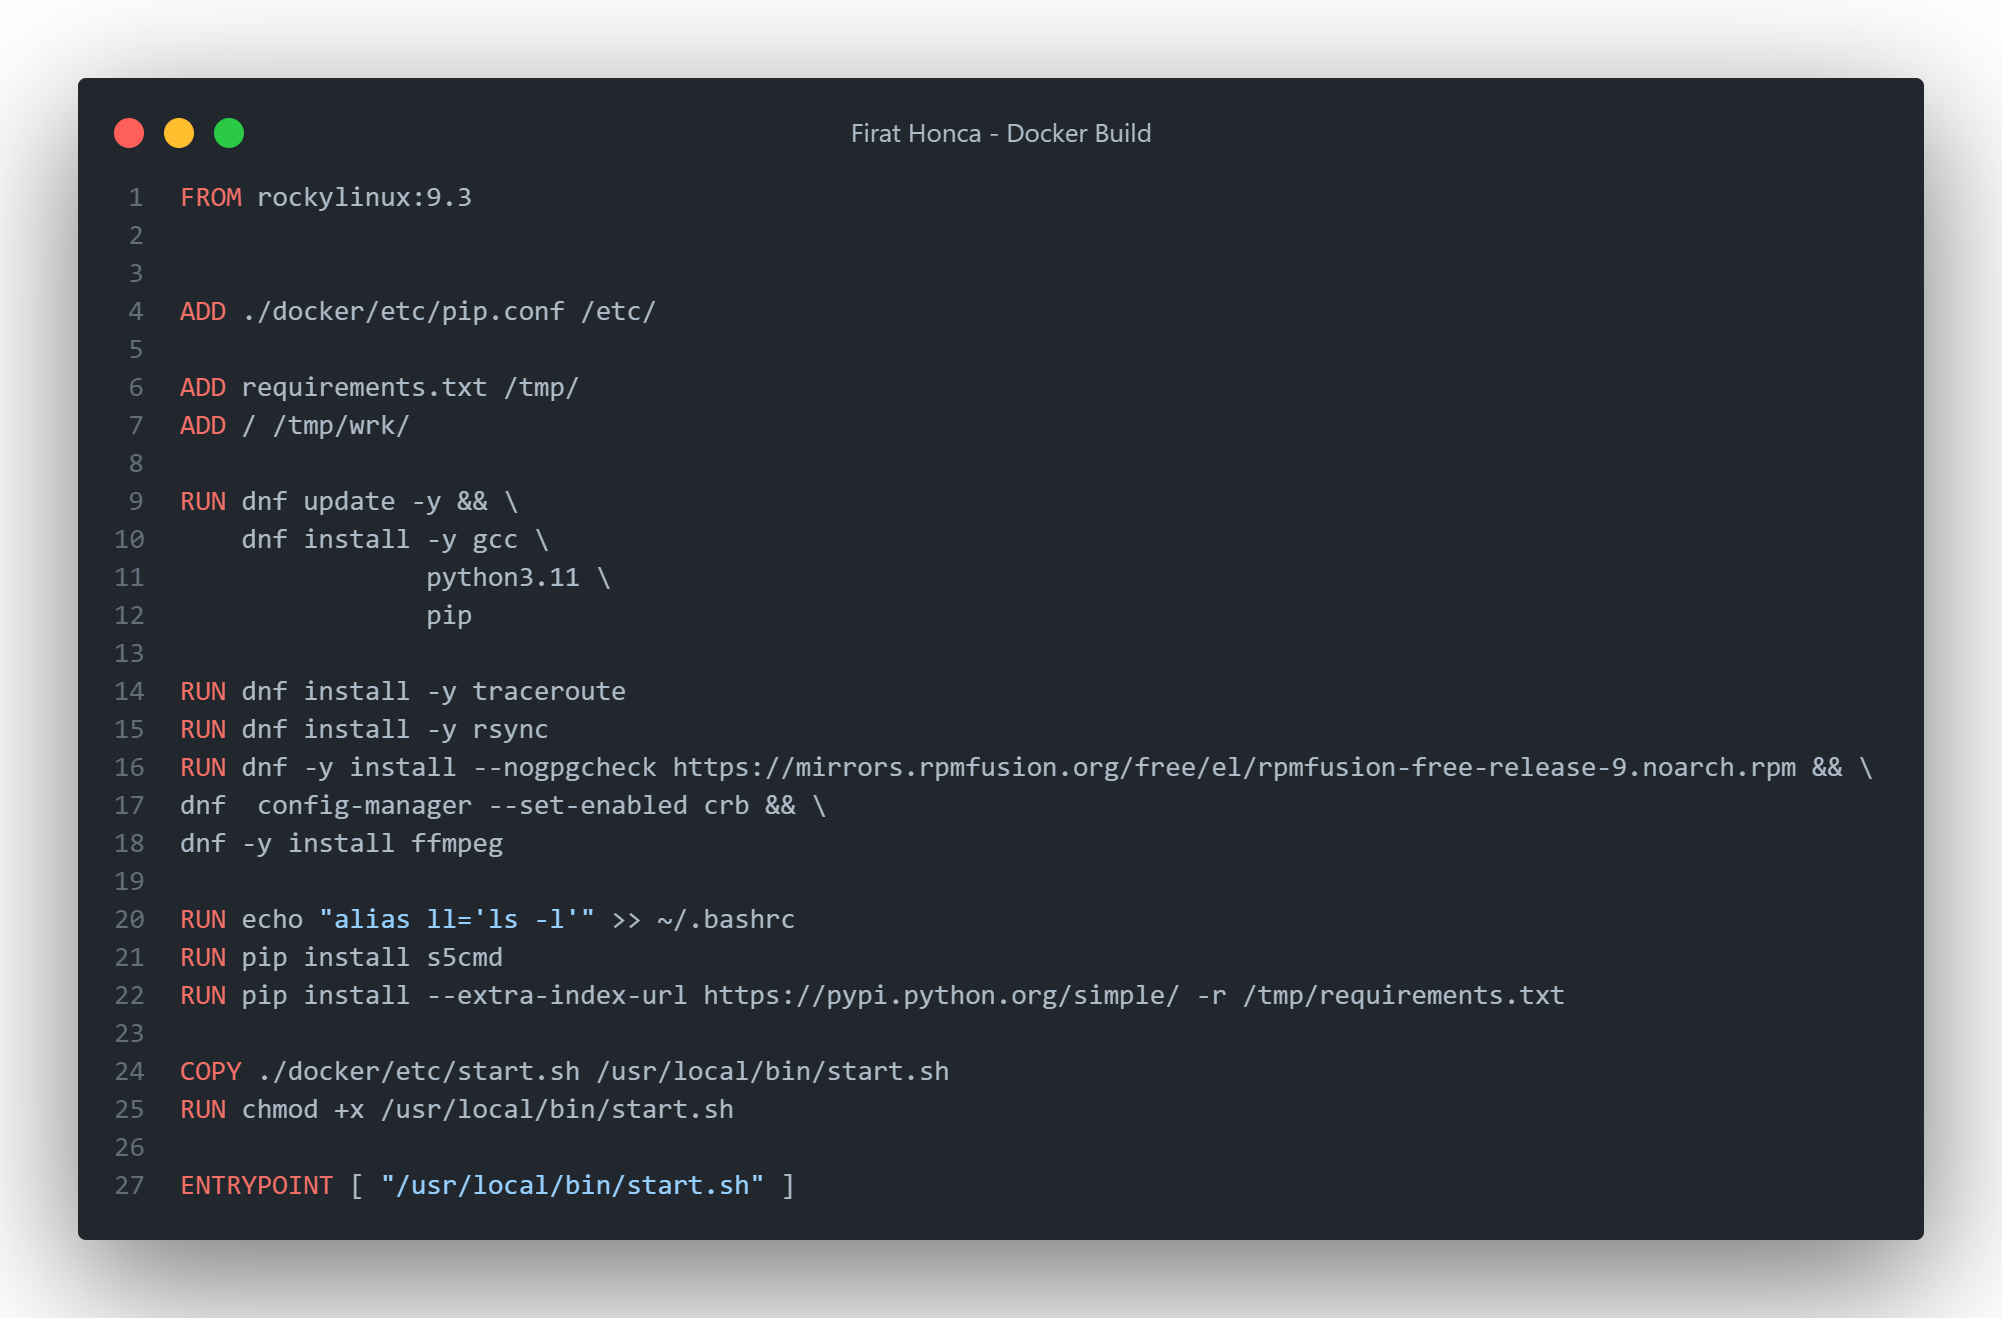 Firat Honca - Docker Build
1 FROM rockylinux:9.3
2
3
4 ADD ./docker/etc/pip.conf /etc/
5
6 ADD requirements.txt /tmp/
7 ADD / /tmp/wrk/
8
9 RUN dnf update -y && \
10     dnf install -y gcc \
11                 python3.11 \
12                 pip
13
14 RUN dnf install -y traceroute
15 RUN dnf install -y rsync
16 RUN dnf -y install --nogpgcheck https://mirrors.rpmfusion.org/free/el/rpmfusion-free-release-9.noarch.rpm && \
17 dnf  config-manager --set-enabled crb && \
18 dnf -y install ffmpeg
19
20 RUN echo "alias ll='ls -l'" >> ~/.bashrc
21 RUN pip install s5cmd
22 RUN pip install --extra-index-url https://pypi.python.org/simple/ -r /tmp/requirements.txt
23
24 COPY ./docker/etc/start.sh /usr/local/bin/start.sh
25 RUN chmod +x /usr/local/bin/start.sh
26
27 ENTRYPOINT [ "/usr/local/bin/start.sh" ]